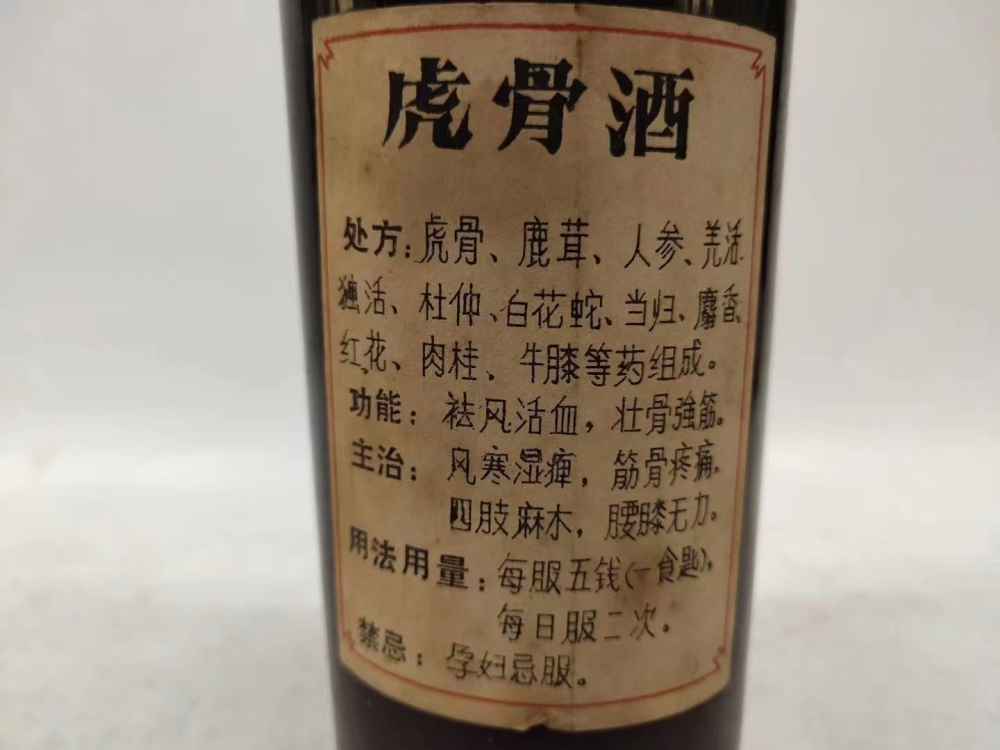 虎骨酒
处方：虎骨、鹿茸、人参、羌活、
独活、杜仲、白花蛇、当归、麝香、
红花、肉桂、牛膝等药组成。
功能：祛风活血，壮骨強筋。
主治：风寒湿痺，筋骨疼痛，
四肢麻木，腰膝无力。
用法用量：每服五钱(一食匙)，
每日服二次。
禁忌：孕妇忌服。